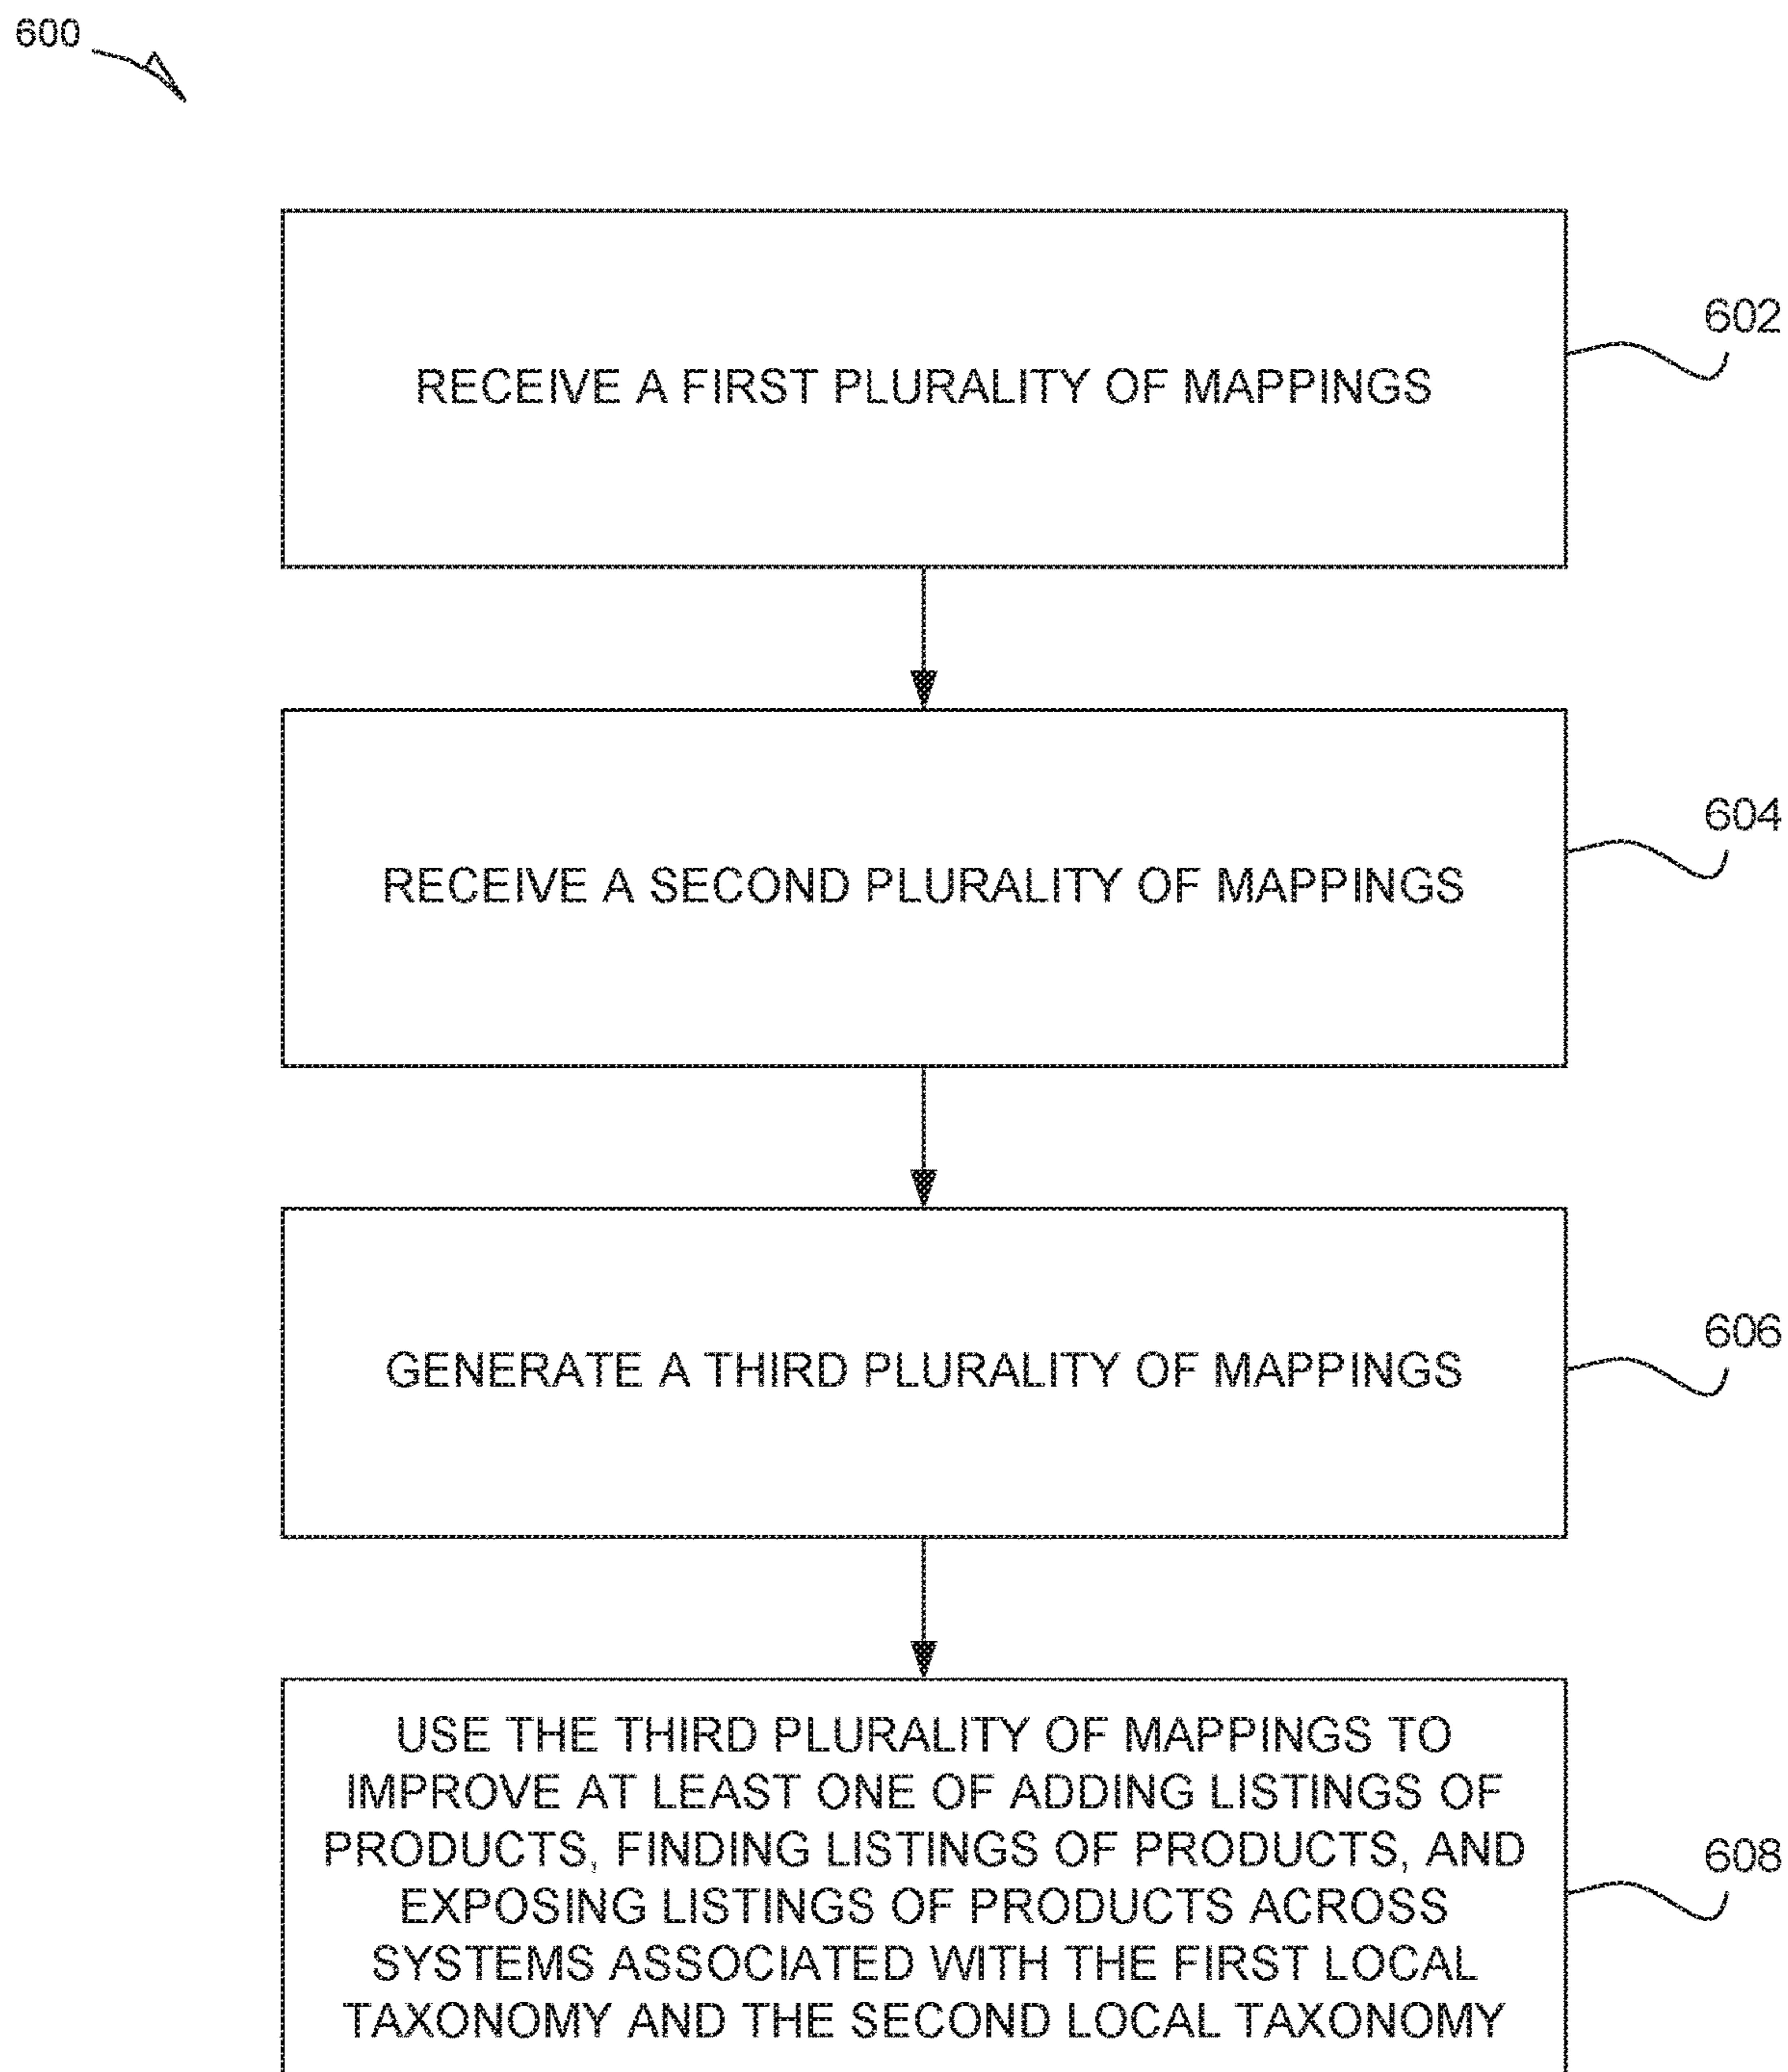 600
RECEIVE A FIRST PLURALITY OF MAPPINGS
602
RECEIVE A SECOND PLURALITY OF MAPPINGS
604
GENERATE A THIRD PLURALITY OF MAPPINGS
606
USE THE THIRD PLURALITY OF MAPPINGS TO
IMPROVE AT LEAST ONE OF ADDING LISTINGS OF
PRODUCTS, FINDING LISTINGS OF PRODUCTS, AND
EXPOSING LISTINGS OF PRODUCTS ACROSS
SYSTEMS ASSOCIATED WITH THE FIRST LOCAL
TAXONOMY AND THE SECOND LOCAL TAXONOMY
608